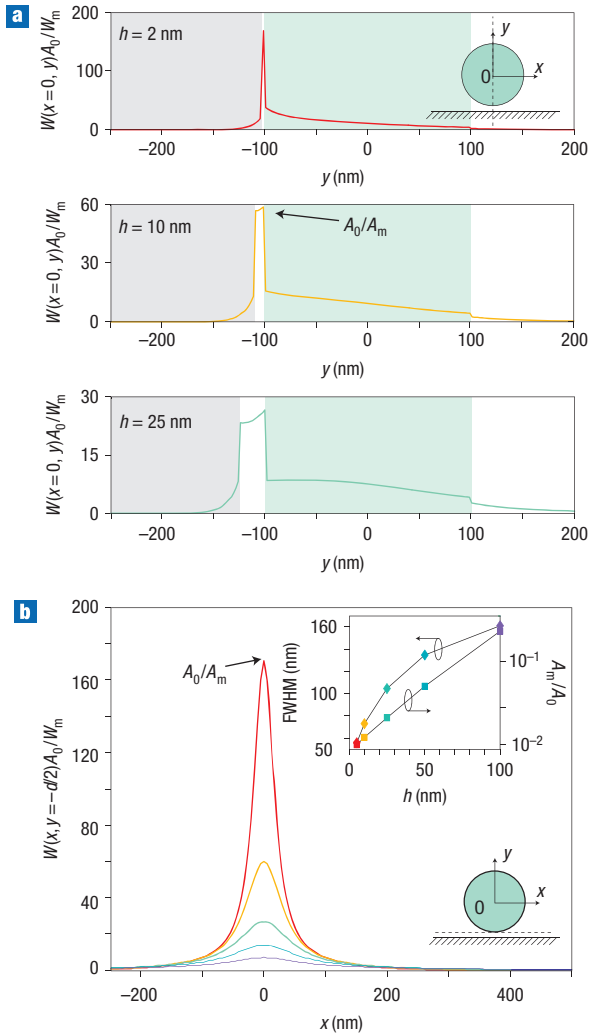 a
W(x=0, y)A₀/Wₘ
200
100
0
h = 2 nm
y
0
x
−200
−100
0
100
200
y (nm)
W(x=0, y)A₀/Wₘ
60
30
0
h = 10 nm
A₀/Aₘ
−200
−100
0
100
200
y (nm)
W(x=0, y)A₀/Wₘ
30
15
0
h = 25 nm
−200
−100
0
100
200
y (nm)
b
W(x, y=−d/2)A₀/Wₘ
200
160
120
80
40
0
A₀/Aₘ
FWHM (nm)
160
100
50
10⁻¹
10⁻²
Aₘ/A₀
0
50
100
h (nm)
y
x
0
−200
0
200
400
x (nm)